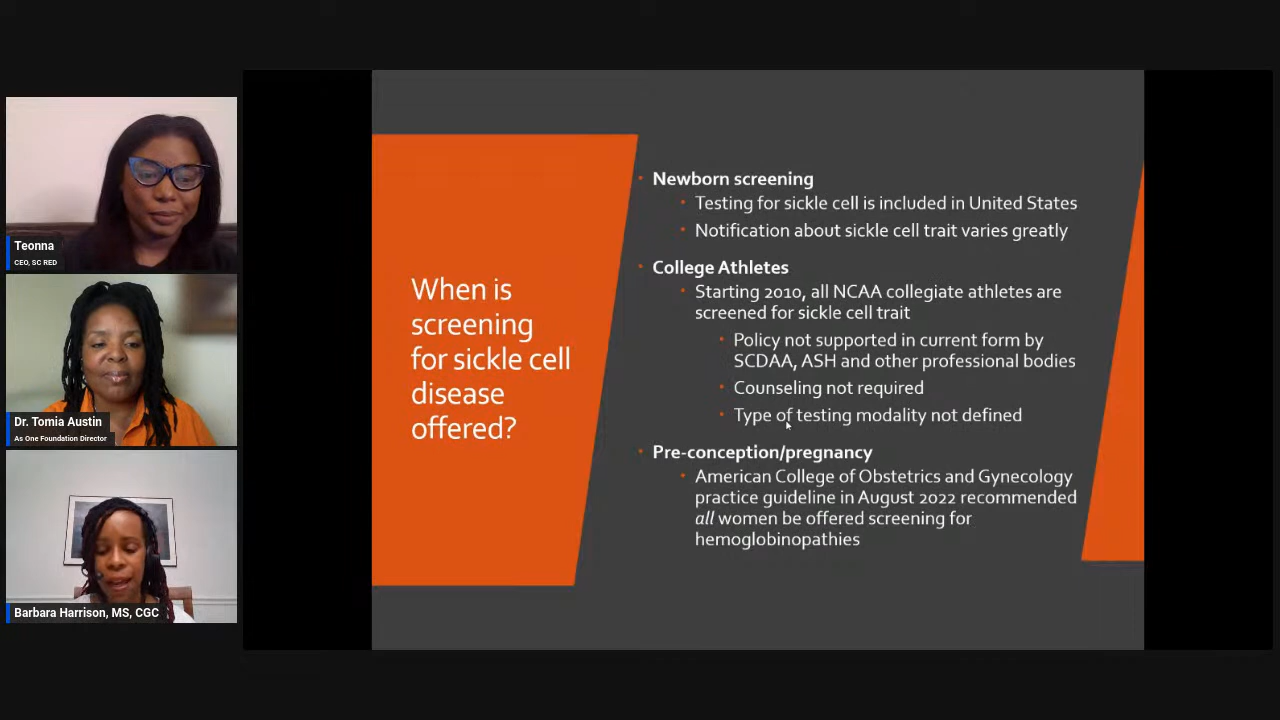 Teonna
CEO, SC RED
Dr. Tomia Austin
As One Foundation Director
Barbara Harrison, MS, CGC
When is
screening
for sickle cell
disease
offered?
Newborn screening
Testing for sickle cell is included in United States
Notification about sickle cell trait varies greatly
College Athletes
Starting 2010, all NCAA collegiate athletes are
screened for sickle cell trait
Policy not supported in current form by
SCDAA, ASH and other professional bodies
Counseling not required
Type of testing modality not defined
Pre-conception/pregnancy
American College of Obstetrics and Gynecology
practice guideline in August 2022 recommended
all women be offered screening for
hemoglobinopathies